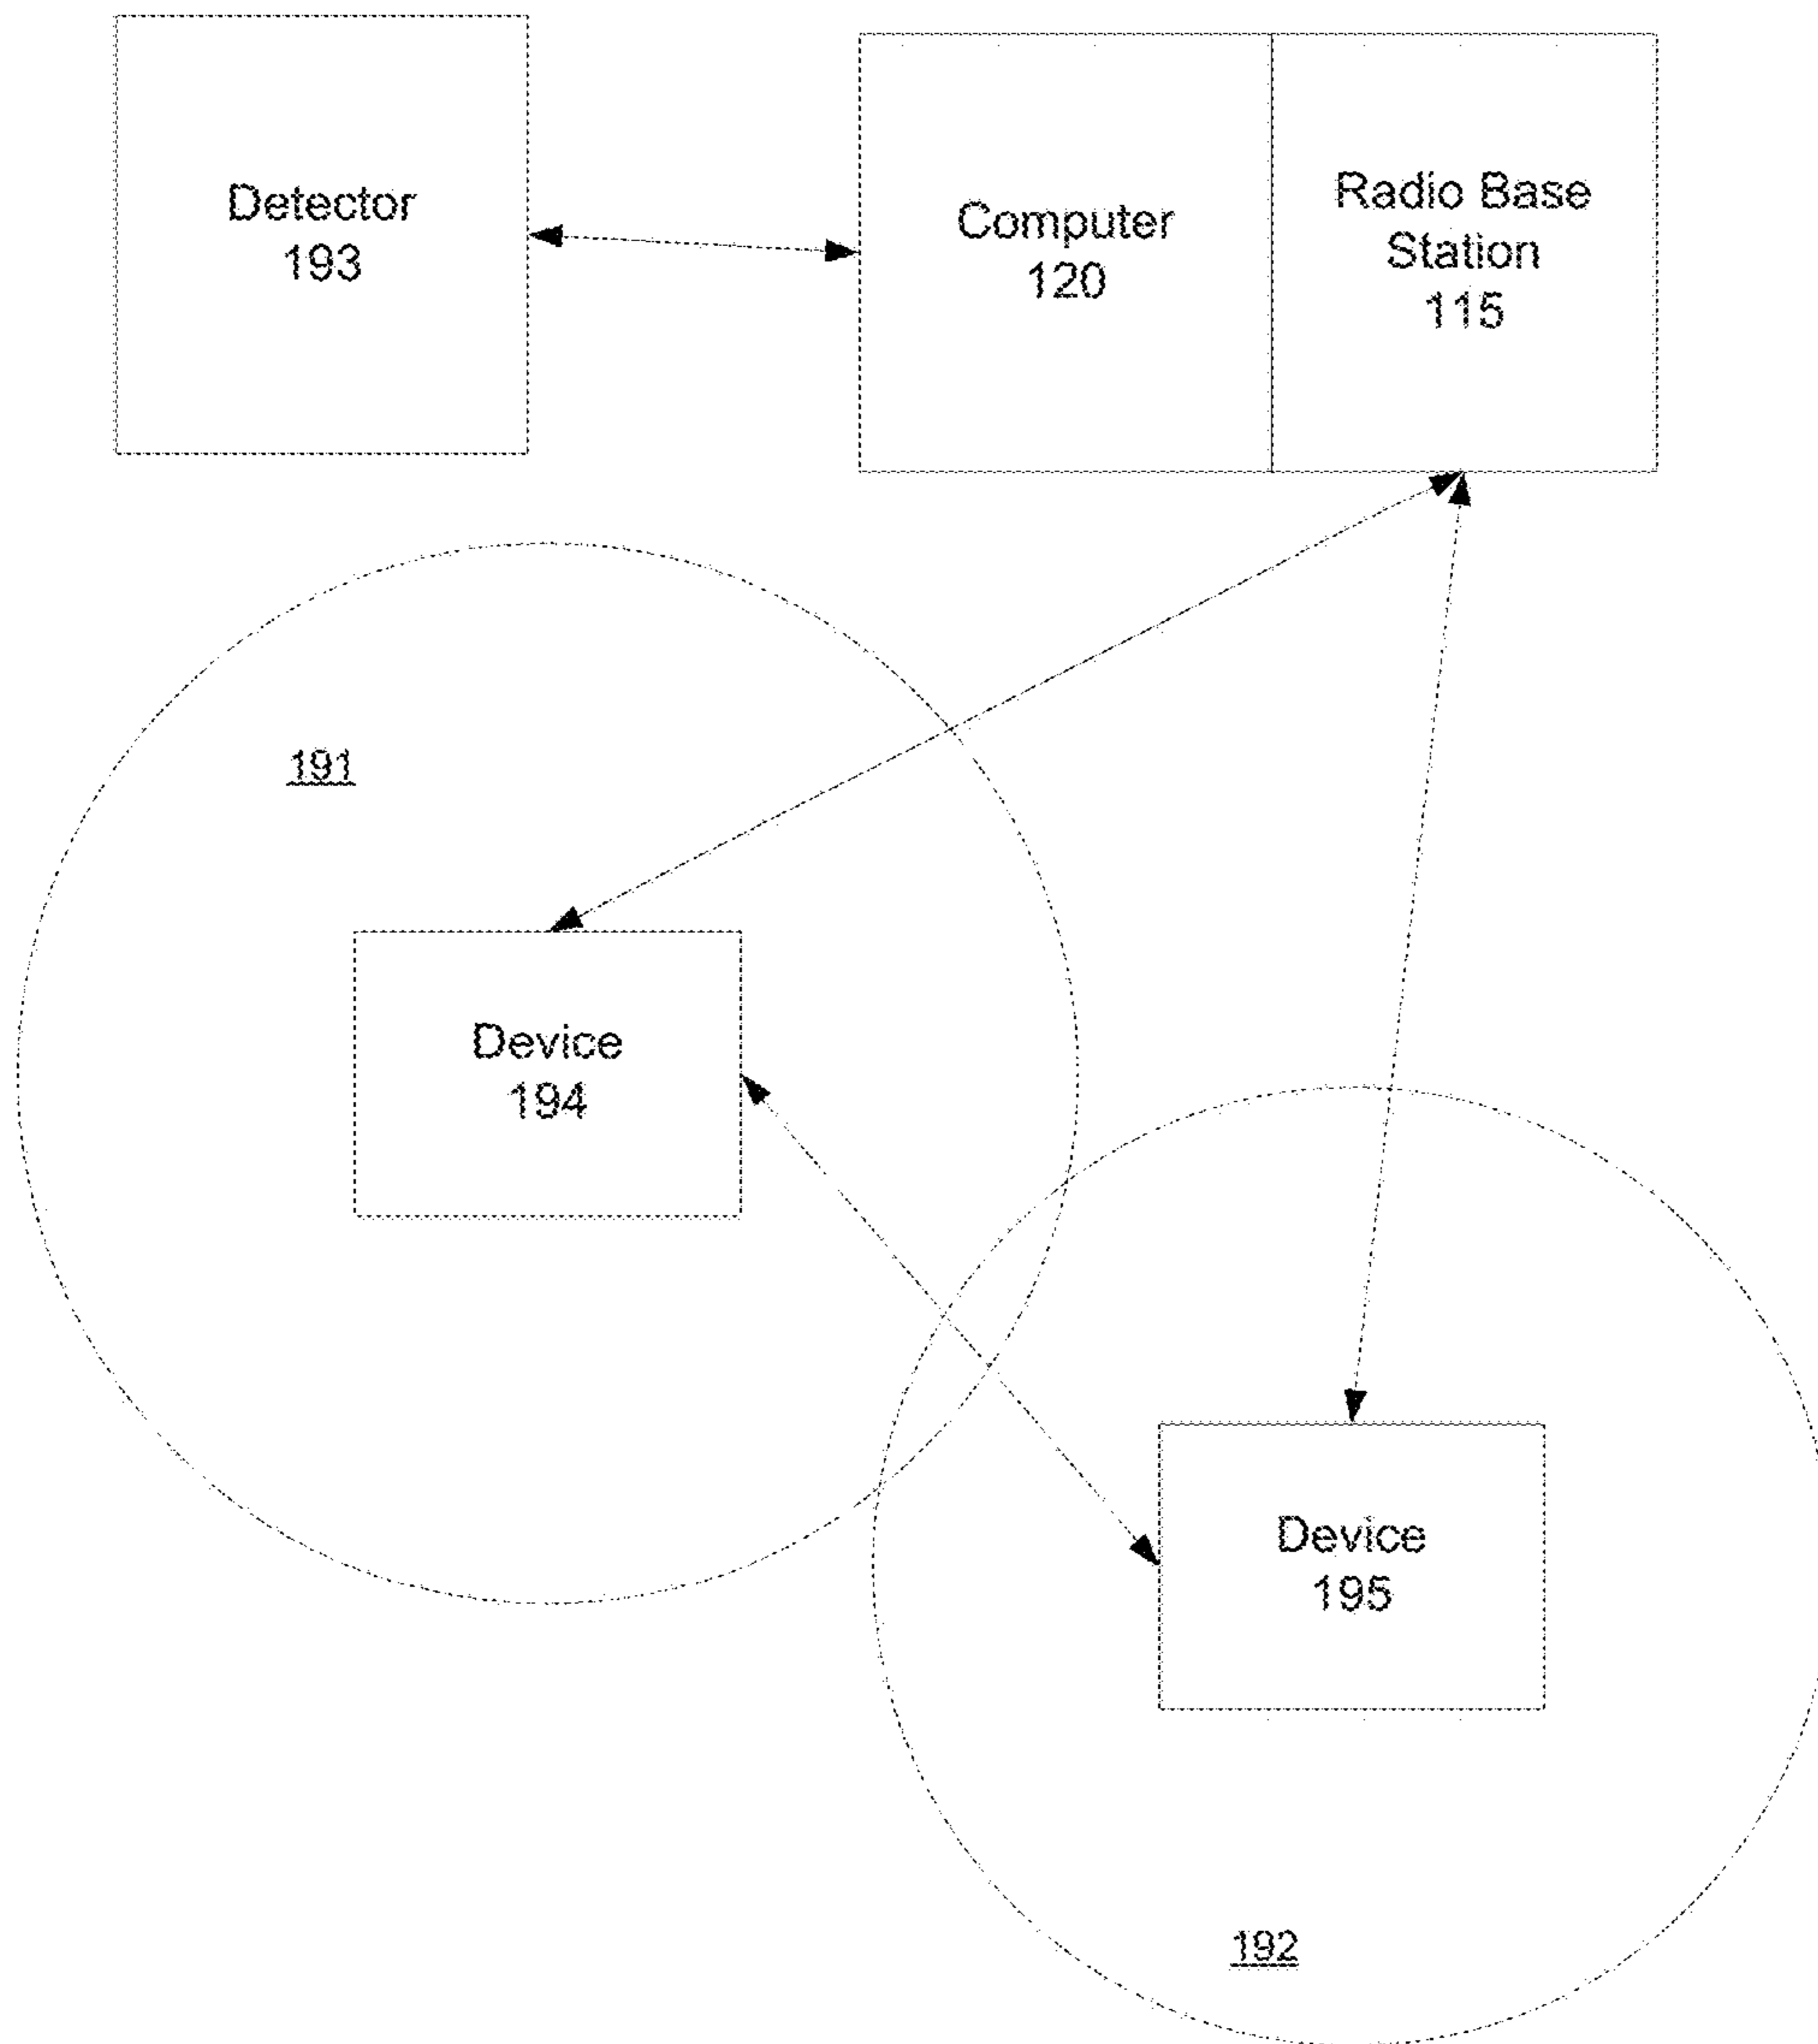 Detector
193
Computer
120
Radio Base
Station
115
191
Device
194
Device
195
192